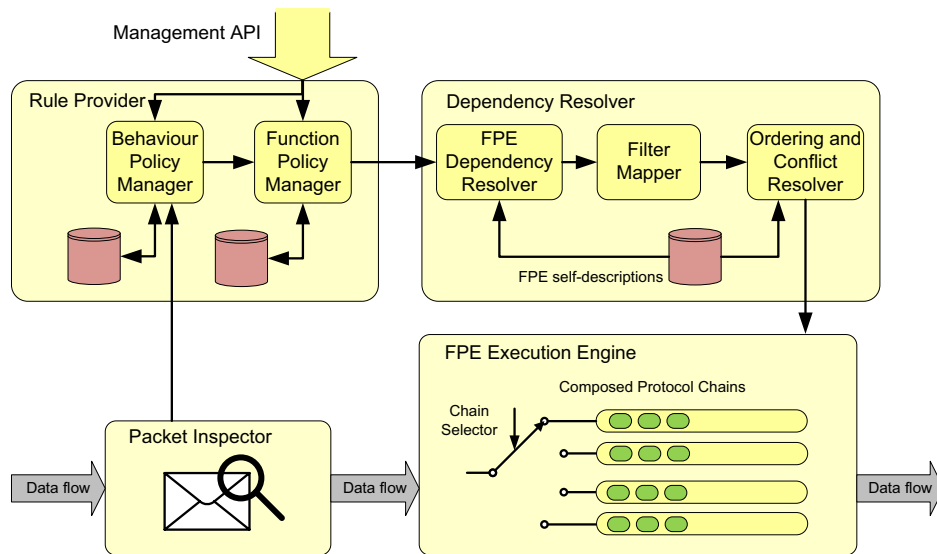 Management API
Rule Provider
Behaviour
Policy
Manager
Function
Policy
Manager
Dependency Resolver
FPE
Dependency
Resolver
Filter
Mapper
Ordering and
Conflict
Resolver
FPE self-descriptions
FPE Execution Engine
Composed Protocol Chains
Chain
Selector
Packet Inspector
Data flow
Data flow
Data flow